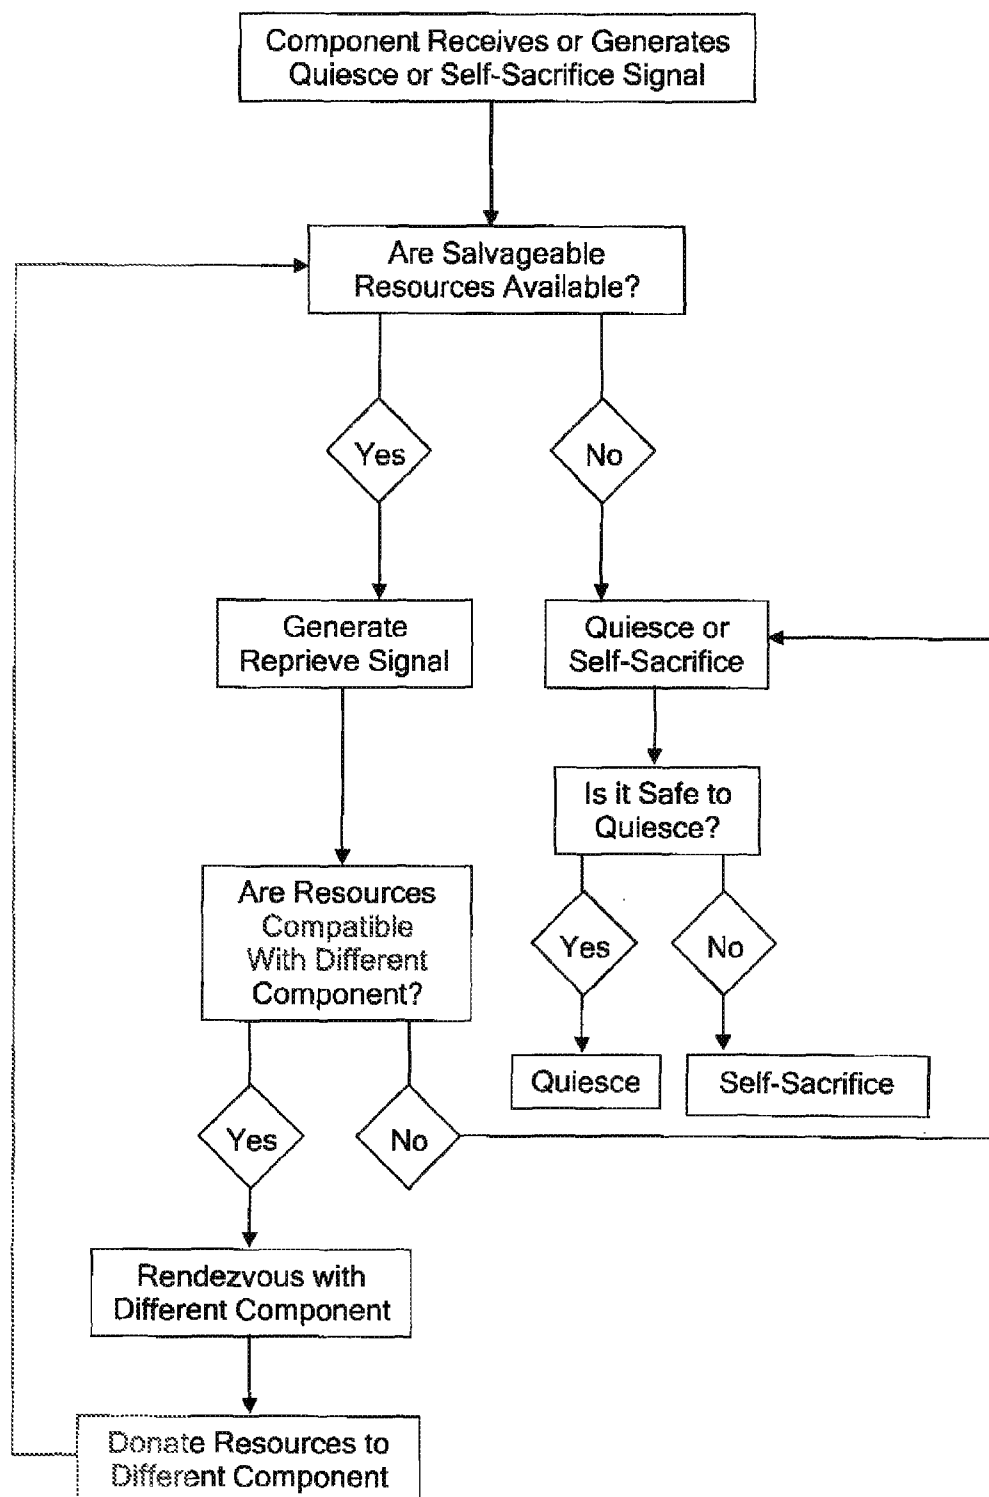 Component Receives or Generates
Quiesce or Self-Sacrifice Signal
Are Salvageable
Resources Available?
Yes
No
Generate
Reprieve Signal
Quiesce or
Self-Sacrifice
Is it Safe to
Quiesce?
Are Resources
Compatible
With Different
Component?
Yes
No
Quiesce
Self-Sacrifice
Yes
No
Rendezvous with
Different Component
Donate Resources to
Different Component